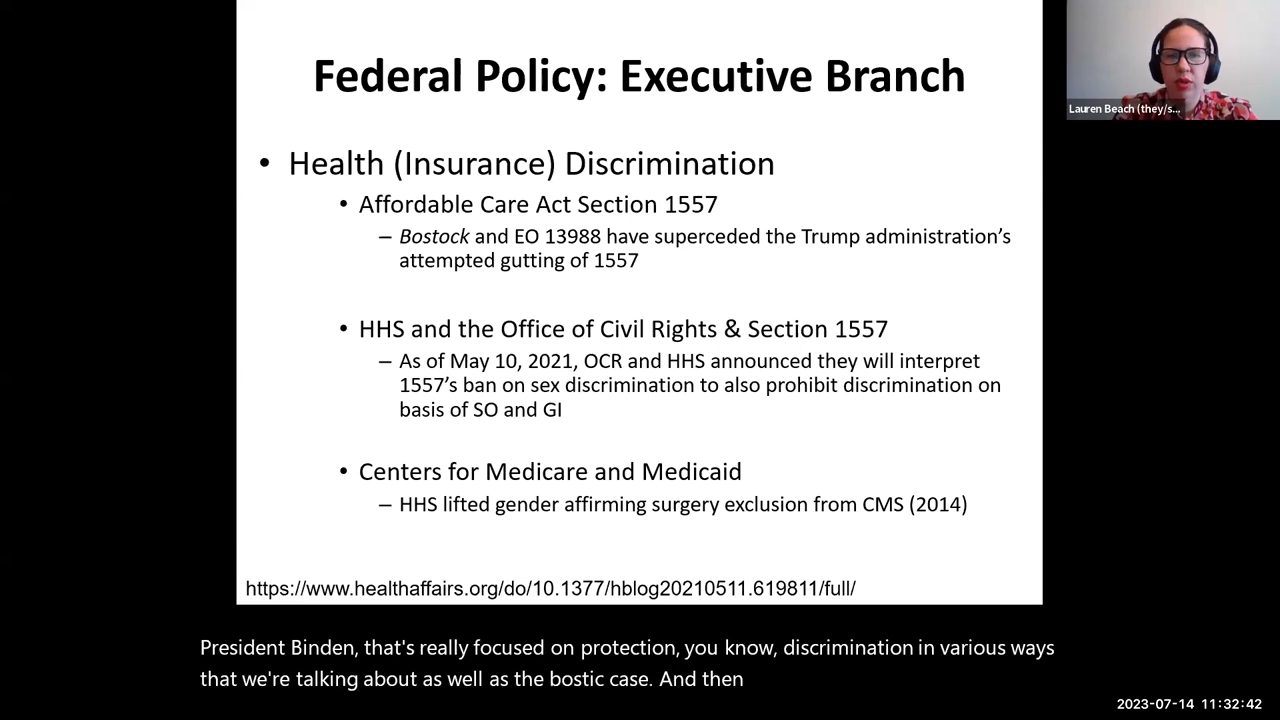 Federal Policy: Executive Branch
Lauren Beach (they/s...
• Health (Insurance) Discrimination
• Affordable Care Act Section 1557
– Bostock and EO 13988 have superceded the Trump administration's
attempted gutting of 1557
• HHS and the Office of Civil Rights & Section 1557
– As of May 10, 2021, OCR and HHS announced they will interpret
1557's ban on sex discrimination to also prohibit discrimination on
basis of SO and GI
• Centers for Medicare and Medicaid
– HHS lifted gender affirming surgery exclusion from CMS (2014)
https://www.healthaffairs.org/do/10.1377/hblog20210511.619811/full/
President Binden, that's really focused on protection, you know, discrimination in various ways
that we're talking about as well as the bostic case. And then
2023-07-14 11:32:42